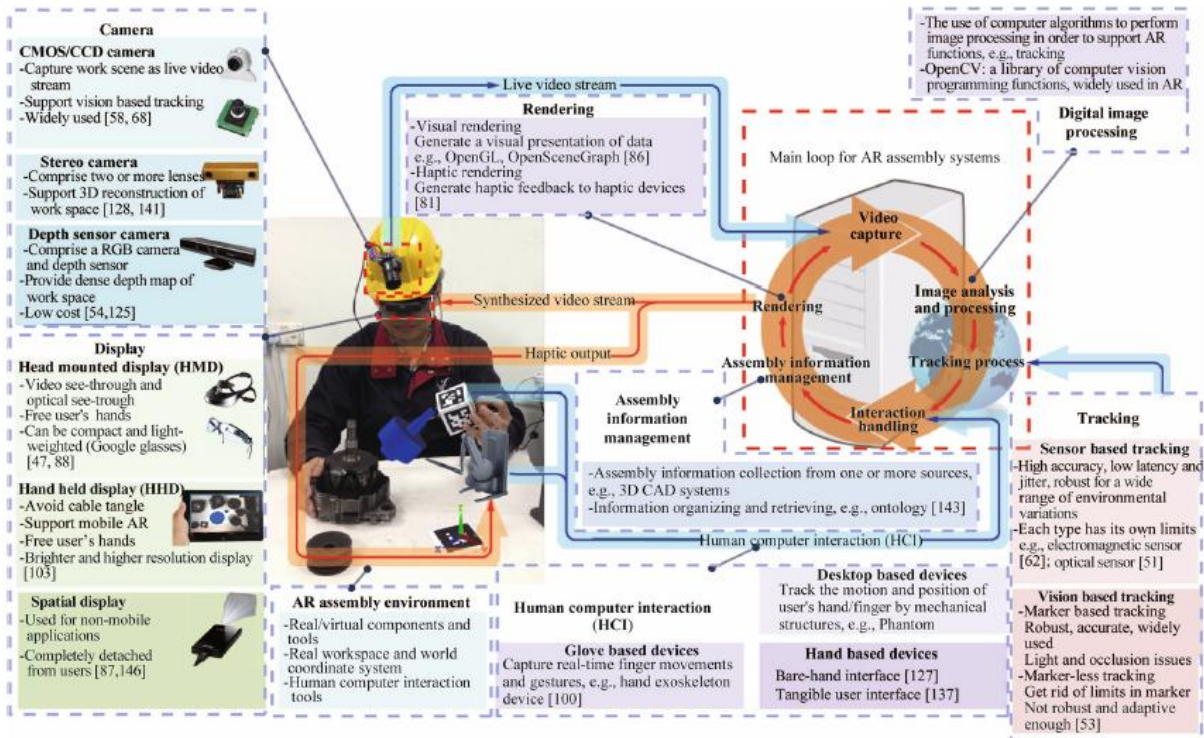 Camera
CMOS/CCD camera
-Capture work scene as live video
stream
-Support vision based tracking
-Widely used [58, 68]
Stereo camera
-Comprise two or more lenses
-Support 3D reconstruction of
work space [128, 141]
Depth sensor camera
-Comprise a RGB camera
and depth sensor
-Provide dense depth map of
work space
-Low cost [54,125]
Display
Head mounted display (HMD)
-Video see-through and
optical see-trough
-Free user's hands
-Can be compact and light-
weighted (Google glasses)
[47, 88]
Hand held display (HHD)
-Avoid cable tangle
-Support mobile AR
-Free user's hands
-Brighter and higher resolution display
[103]
Spatial display
-Used for non-mobile
applications
-Completely detached
from users [87,146]
Live video stream
Rendering
-Visual rendering
Generate a visual presentation of data
e.g., OpenGL, OpenSceneGraph [86]
-Haptic rendering
Generate haptic feedback to haptic devices
[81]
Synthesized video stream
Haptic output
-The use of computer algorithms to perform
image processing in order to support AR
functions, e.g., tracking
-OpenCV: a library of computer vision
programming functions, widely used in AR
Digital image
processing
Main loop for AR assembly systems
Video
capture
Image analysis
and processing
Tracking process
Interaction
handling
Assembly information
management
Rendering
Assembly
information
management
-Assembly information collection from one or more sources,
e.g., 3D CAD systems
-Information organizing and retrieving, e.g., ontology [143]
Human computer interaction (HCI)
AR assembly environment
-Real/virtual components and
tools
-Real workspace and world
coordinate system
-Human computer interaction
tools
Human computer interaction
(HCI)
Glove based devices
Capture real-time finger movements
and gestures, e.g., hand exoskeleton
device [100]
Desktop based devices
Track the motion and position of
user's hand/finger by mechanical
structures, e.g., Phantom
Hand based devices
Bare-hand interface [127]
Tangible user interface [137]
Tracking
Sensor based tracking
-High accuracy, low latency and
jitter, robust for a wide
range of environmental
variations
-Each type has its own limits
e.g., electromagnetic sensor
[62]; optical sensor [51]
Vision based tracking
-Marker based tracking
Robust, accurate, widely
used
Light and occlusion issues
-Marker-less tracking
Get rid of limits in marker
Not robust and adaptive
enough [53]